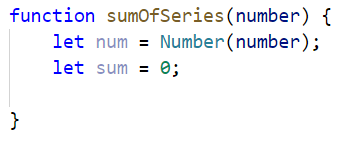 function sumOfSeries(number) {
    let num = Number(number);
    let sum = 0;

}